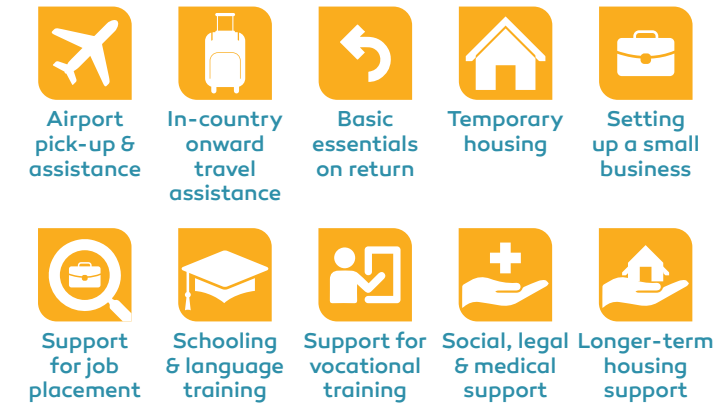 Airport
pick-up &
assistance
In-country
onward
travel
assistance
Basic
essentials
on return
Temporary
housing
Setting
up a small
business
Support
for job
placement
Schooling
& language
training
Support for
vocational
training
Social, legal
& medical
support
Longer-term
housing
support